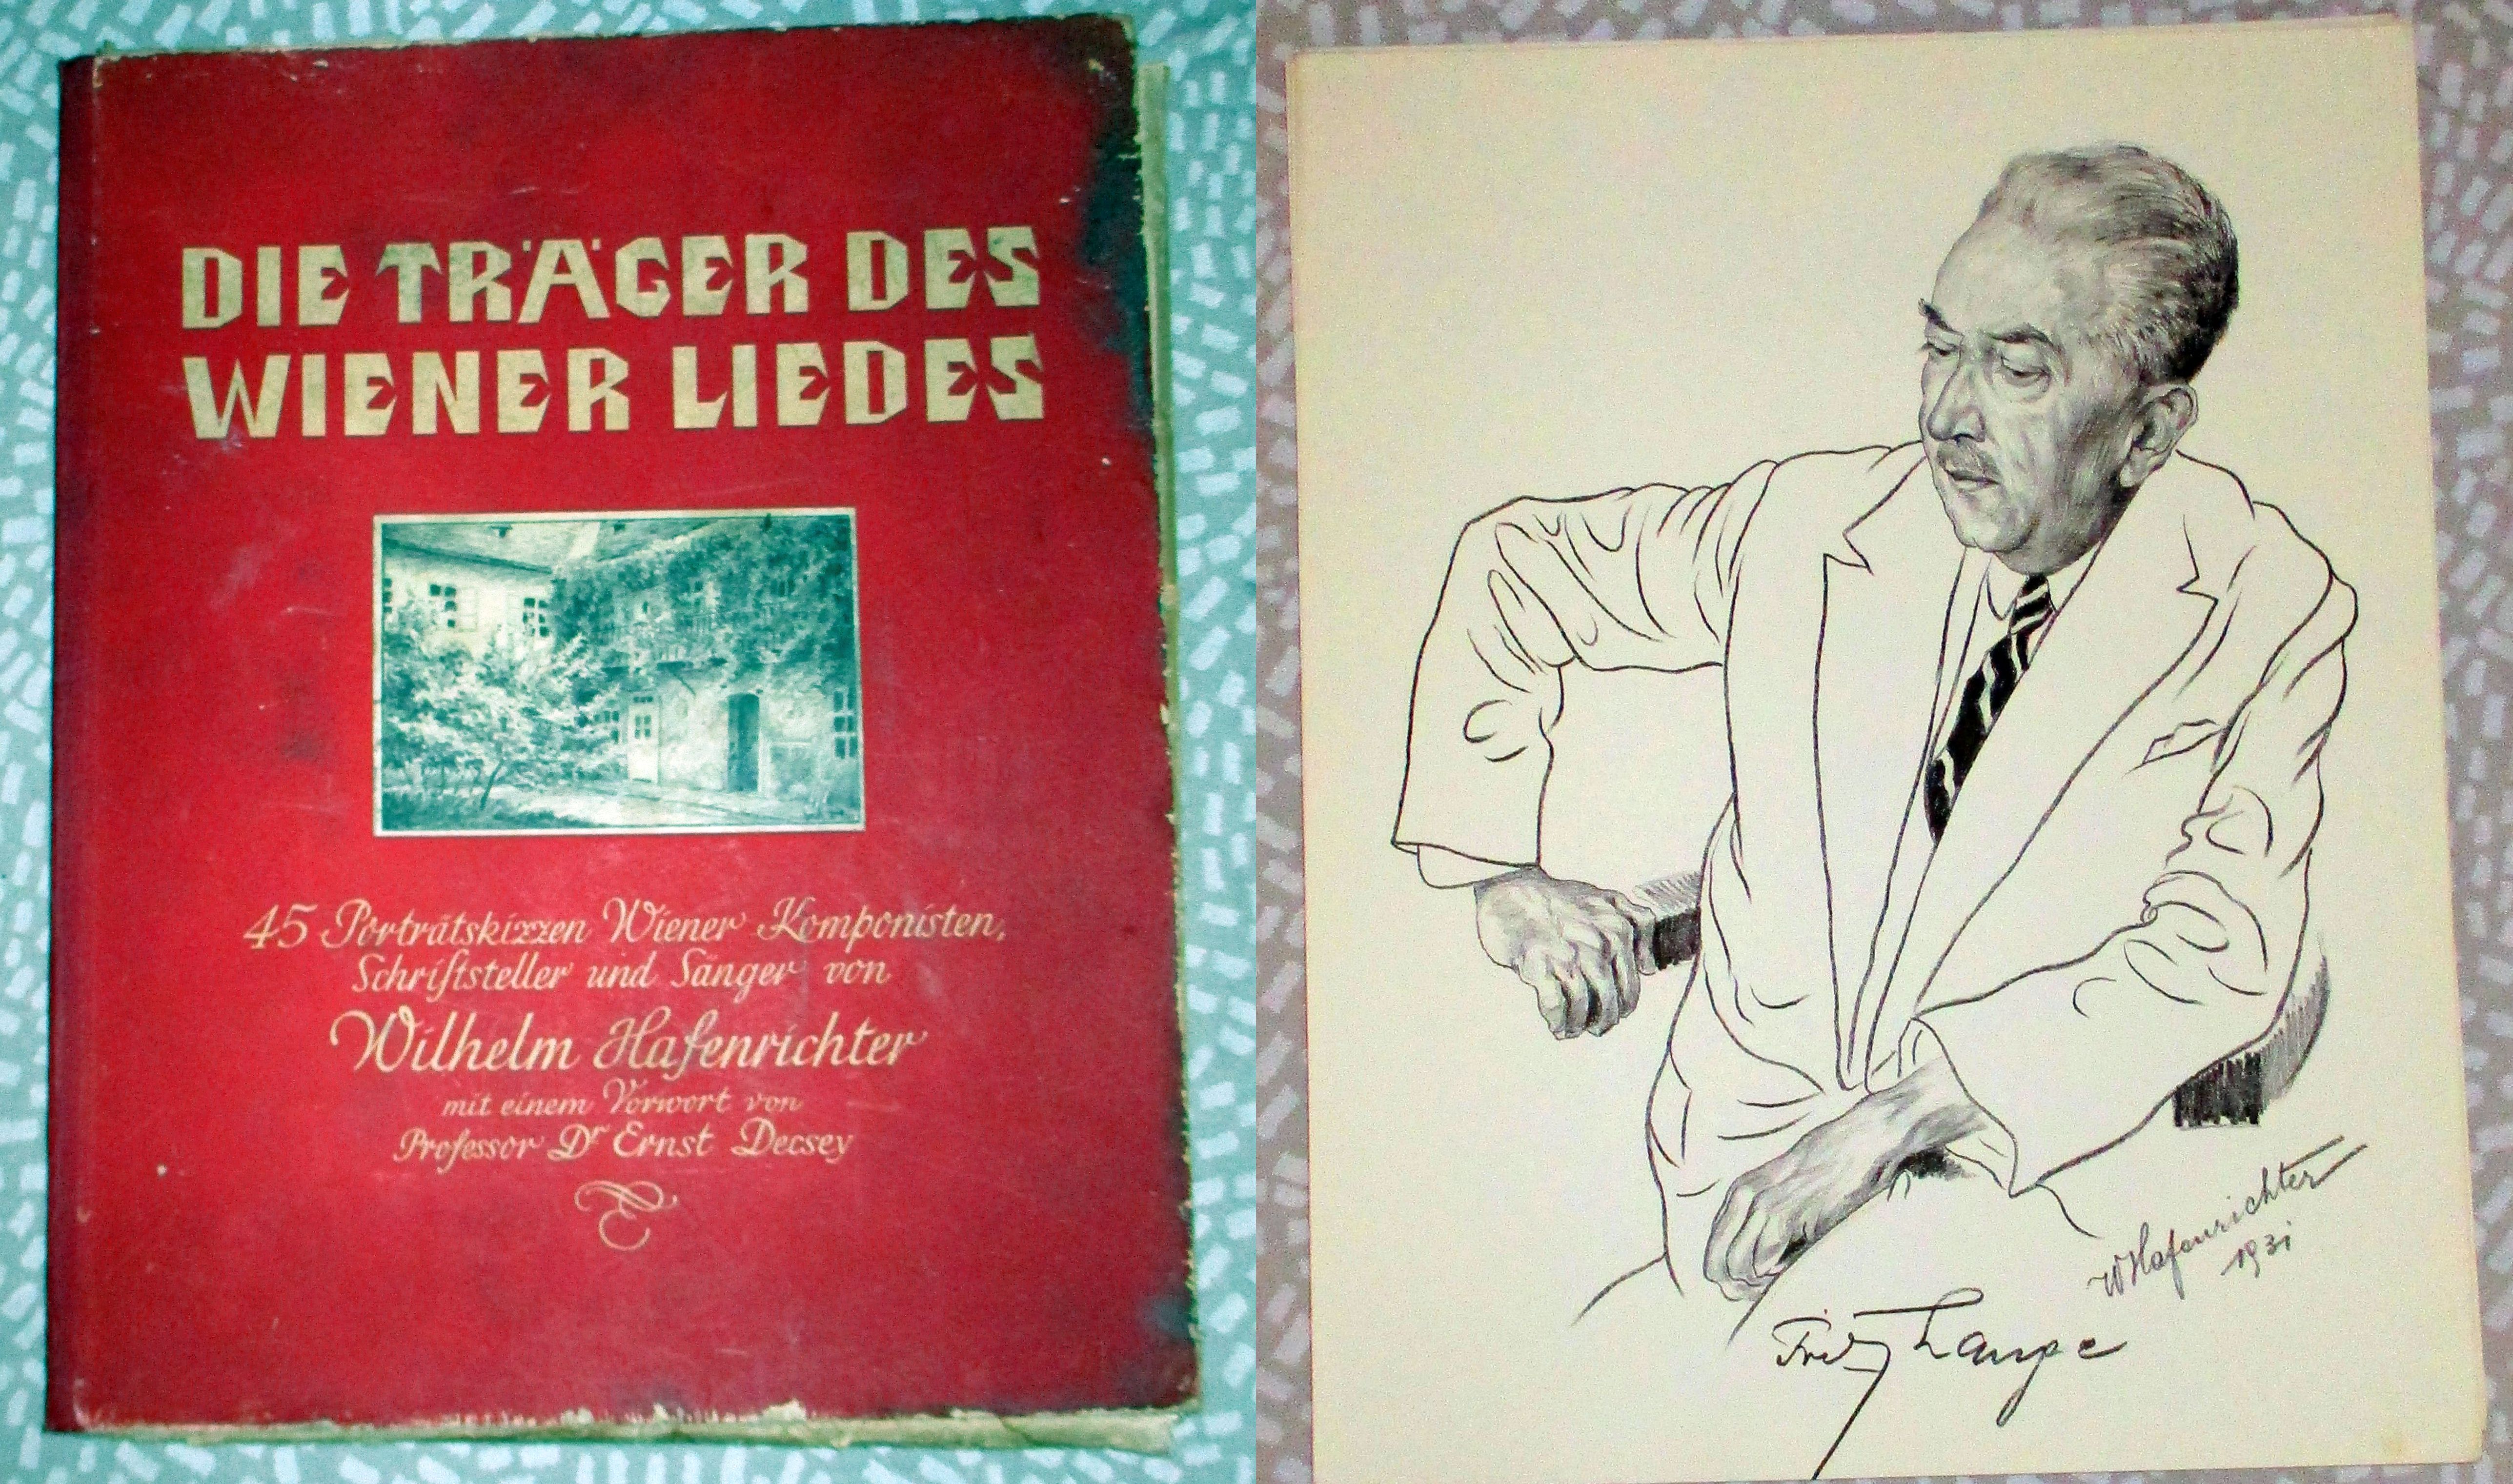 DIE TRÄGER DES
WIENER LIEDES
45 Porträtskizzen Wiener Komponisten,
Schriftsteller und Sänger von
Wilhelm Hafenrichter
mit einem Vorwort von
Professor Dr Ernst Decsey
WHafenrichter
1931
Fritz Lange